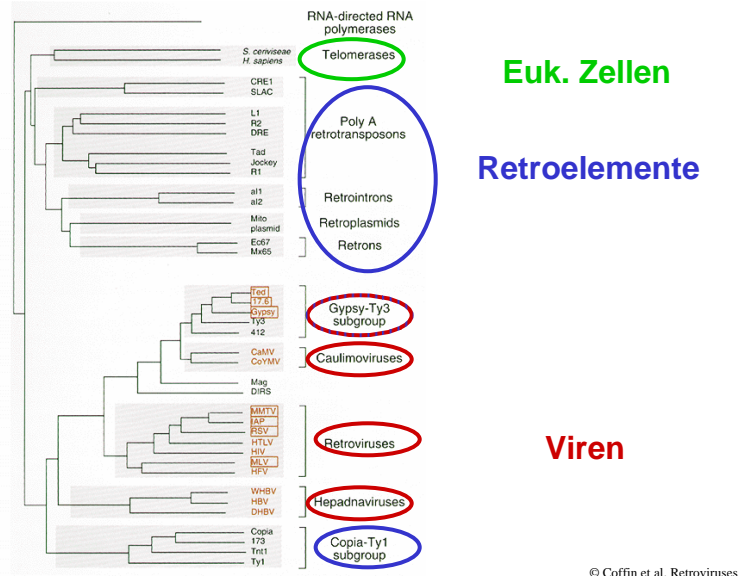 RNA-directed RNA
polymerases
S. ceriviseae
H. sapiens
Telomerases
Euk. Zellen
CRE1
SLAC
L1
R2
DRE
Poly A
retrotransposons
Tad
Jockey
R1
Retroelemente
al1
al2
Retrointrons
Mito
plasmid
Retroplasmids
Ec67
Mx65
Retrons
Ted
17.6
Gypsy
Ty3
412
Gypsy-Ty3
subgroup
CaMV
CoYMV
Caulimoviruses
Mag
DIRS
MMTV
IAP
RSV
HTLV
HIV
MLV
HFV
Retroviruses
Viren
WHBV
HBV
DHBV
Hepadnaviruses
Copia
173
Tnt1
Ty1
Copia-Ty1
subgroup
© Coffin et al. Retroviruses